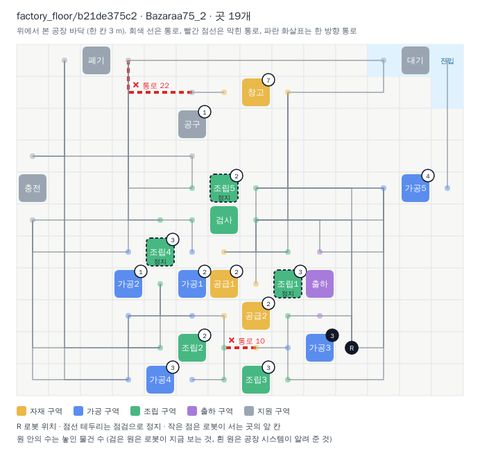 factory_floor/b21de375c2 · Bazaraa75_2 · 곳 19개
위에서 본 공장 바닥 (한 칸 3 m). 회색 선은 통로, 빨간 점선은 막힌 통로, 파란 화살표는 한 방향 통로
폐기
대기
진입
✕ 통로 22
창고
7
공구
1
충전
조립5
정지
2
가공5
4
검사
조립4
정지
3
가공2
1
가공1
2
공급1
2
조립1
정지
3
출하
공급2
2
✕ 통로 10
조립2
2
가공3
3
R
가공4
3
조립3
3
자재 구역
가공 구역
조립 구역
출하 구역
지원 구역
R 로봇 위치 · 점선 테두리는 점검으로 정지 · 작은 점은 로봇이 서는 곳의 앞 칸
원 안의 수는 놓인 물건 수 (검은 원은 로봇이 지금 보는 것, 흰 원은 공장 시스템이 알려 준 것)